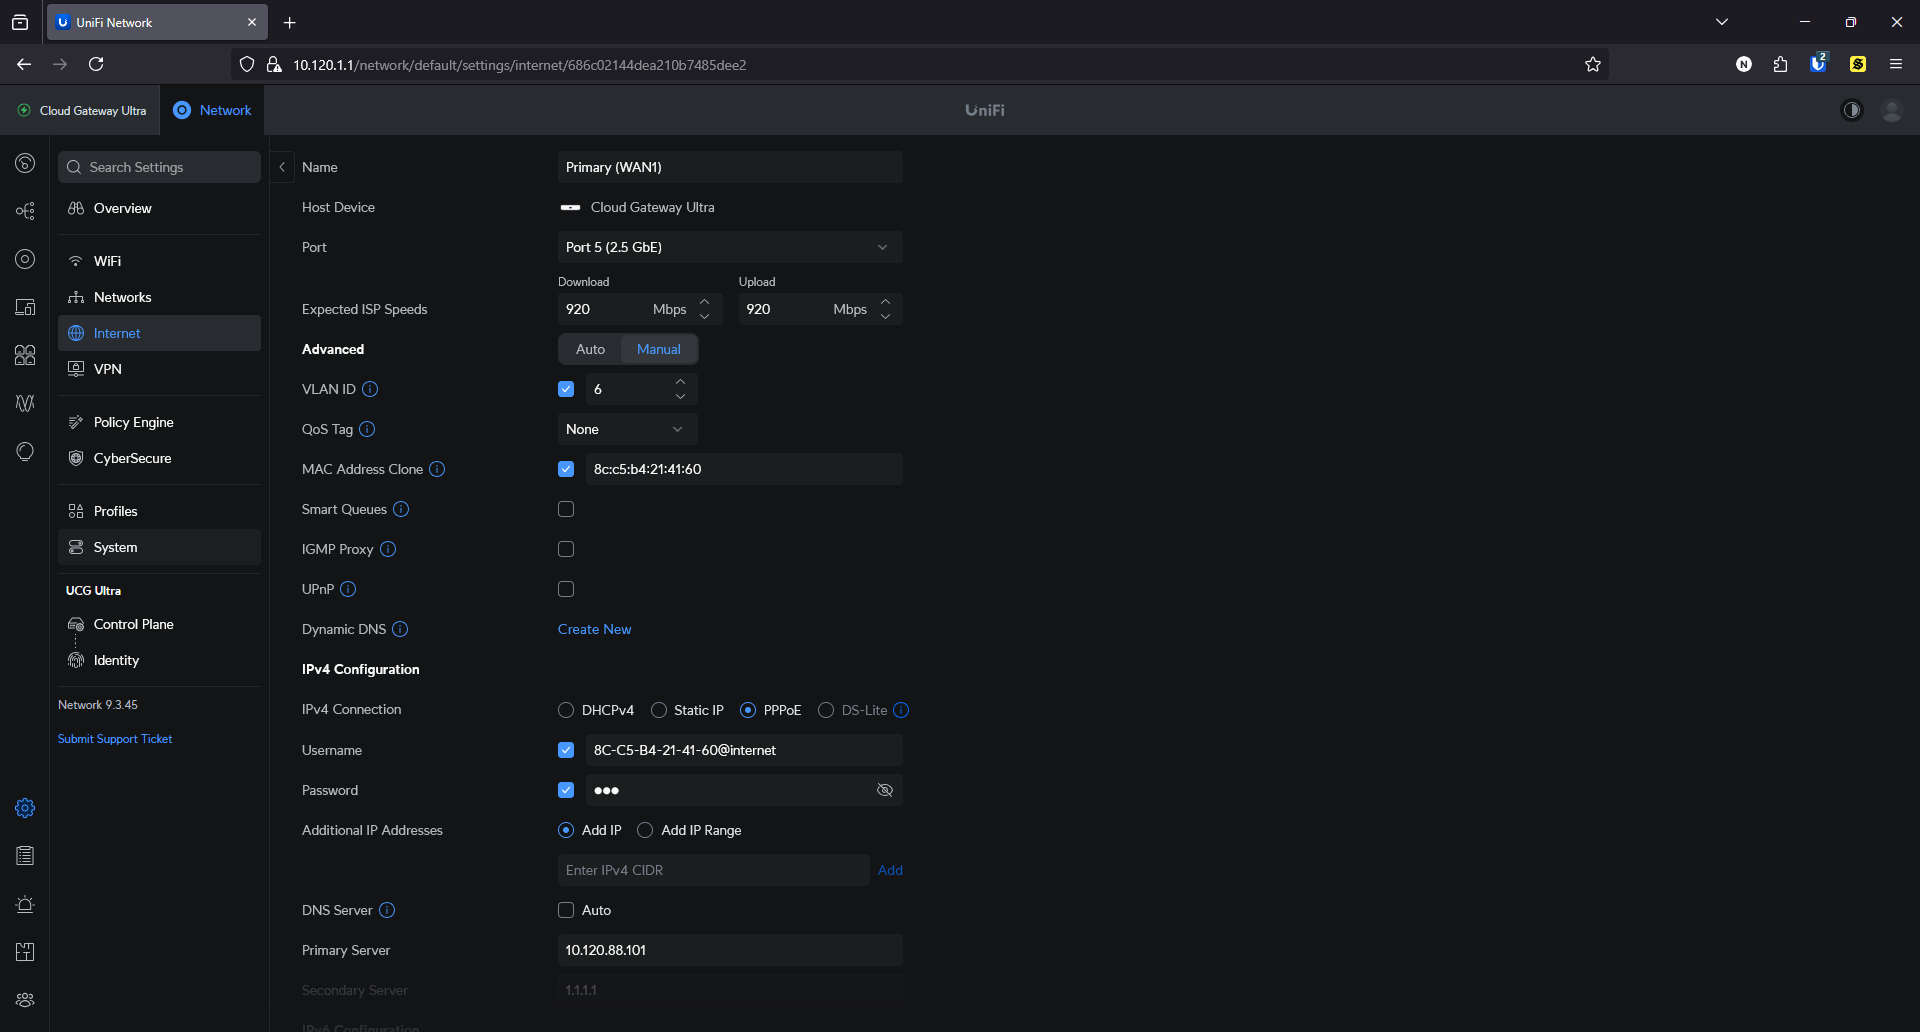 UniFi Network
10.120.1.1/network/default/settings/internet/686c02144dea210b7485dee2
N
2
Cloud Gateway Ultra
Network
UniFi
Search Settings
Overview
WiFi
Networks
Internet
VPN
Policy Engine
CyberSecure
Profiles
System
UCG Ultra
Control Plane
Identity
Network 9.3.45
Submit Support Ticket
Name
Primary (WAN1)
Host Device
Cloud Gateway Ultra
Port
Port 5 (2.5 GbE)
Download Upload
Expected ISP Speeds
920 Mbps 920 Mbps
Advanced
Auto Manual
VLAN ID
6
QoS Tag
None
MAC Address Clone
8c:c5:b4:21:41:60
Smart Queues
IGMP Proxy
UPnP
Dynamic DNS
Create New
IPv4 Configuration
IPv4 Connection
DHCPv4 Static IP PPPoE DS-Lite
Username
8C-C5-B4-21-41-60@internet
Password
●●●
Additional IP Addresses
Add IP Add IP Range
Enter IPv4 CIDR Add
DNS Server
Auto
Primary Server
10.120.88.101
Secondary Server
1.1.1.1
IPv6 Configuration